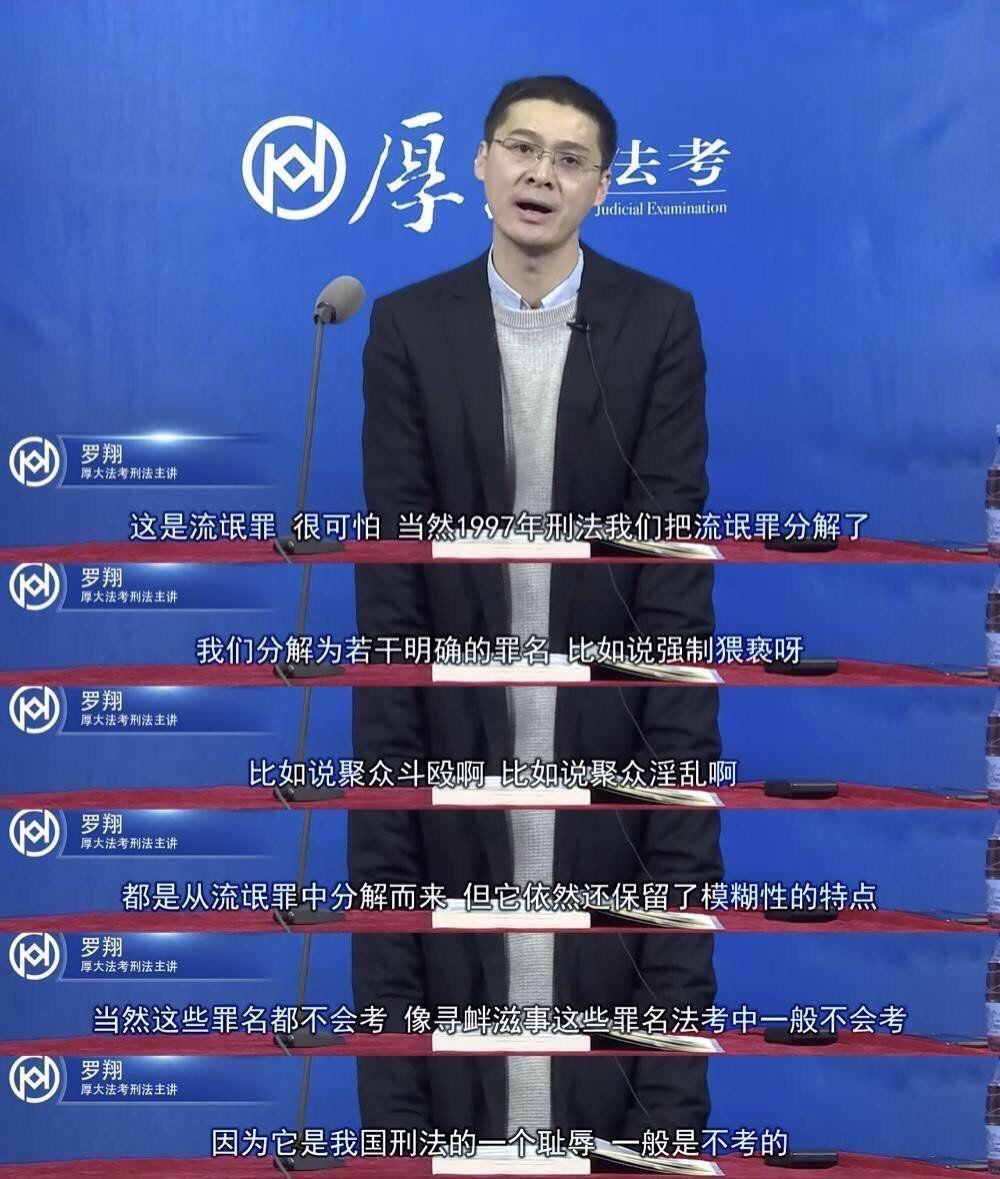 厚
法考
Judicial Examination
罗翔
厚大法考刑法主讲
这是流氓罪 很可怕 当然1997年刑法我们把流氓罪分解了
罗翔
厚大法考刑法主讲
我们分解为若干明确的罪名 比如说强制猥亵呀
罗翔
厚大法考刑法主讲
比如说聚众斗殴啊 比如说聚众淫乱啊
罗翔
厚大法考刑法主讲
都是从流氓罪中分解而来 但它依然还保留了模糊性的特点
罗翔
厚大法考刑法主讲
当然这些罪名都不会考 像寻衅滋事这些罪名法考中一般不会考
罗翔
厚大法考刑法主讲
因为它是我国刑法的一个耻辱 一般是不考的